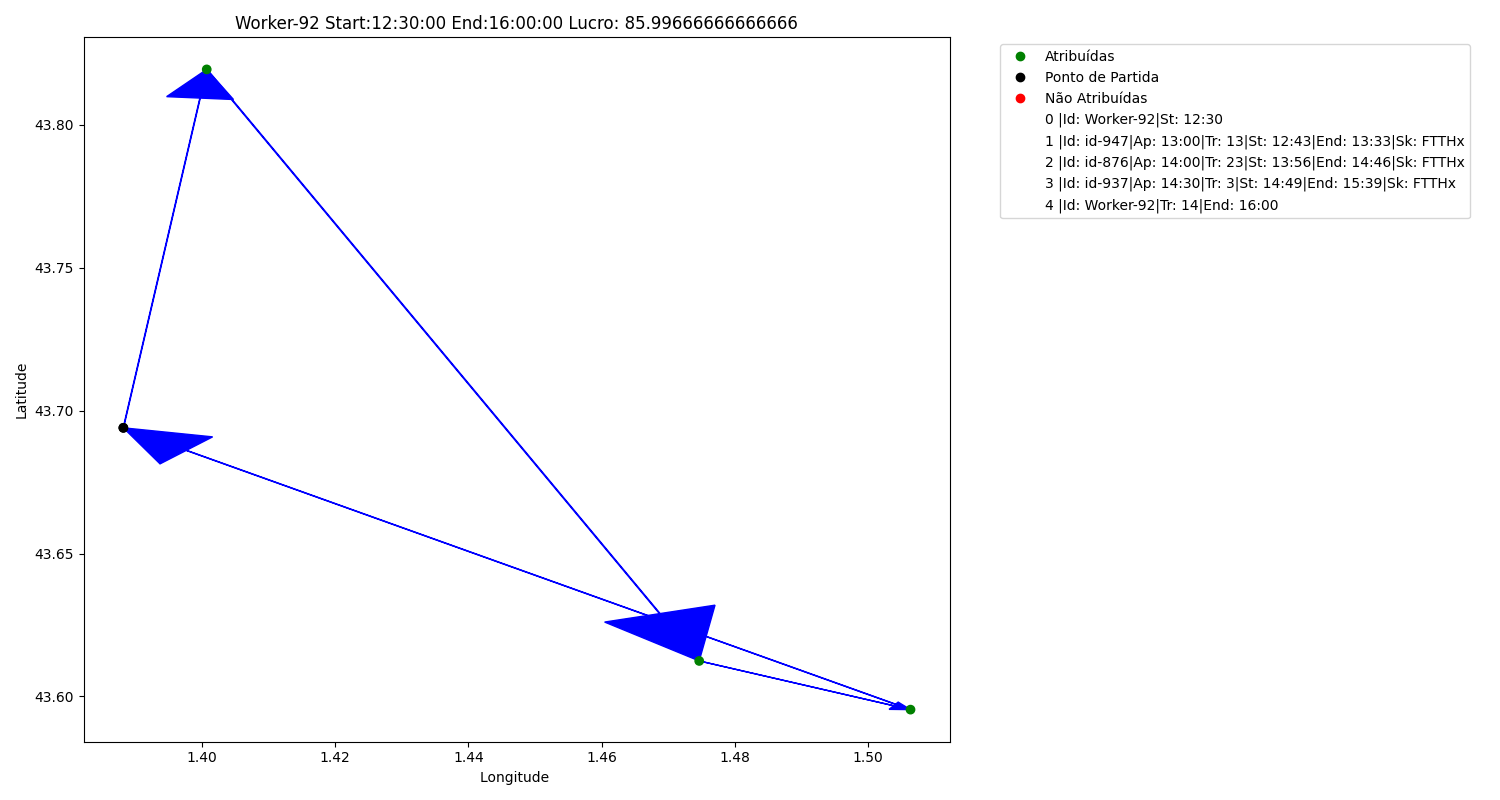 Worker-92 Start:12:30:00 End:16:00:00 Lucro: 85.99666666666666
Atribuídas
Ponto de Partida
Não Atribuídas
0 |Id: Worker-92|St: 12:30
1 |Id: id-947|Ap: 13:00|Tr: 13|St: 12:43|End: 13:33|Sk: FTTHx
2 |Id: id-876|Ap: 14:00|Tr: 23|St: 13:56|End: 14:46|Sk: FTTHx
3 |Id: id-937|Ap: 14:30|Tr: 3|St: 14:49|End: 15:39|Sk: FTTHx
4 |Id: Worker-92|Tr: 14|End: 16:00
Latitude
43.80
43.75
43.70
43.65
43.60
1.40 1.42 1.44 1.46 1.48 1.50
Longitude